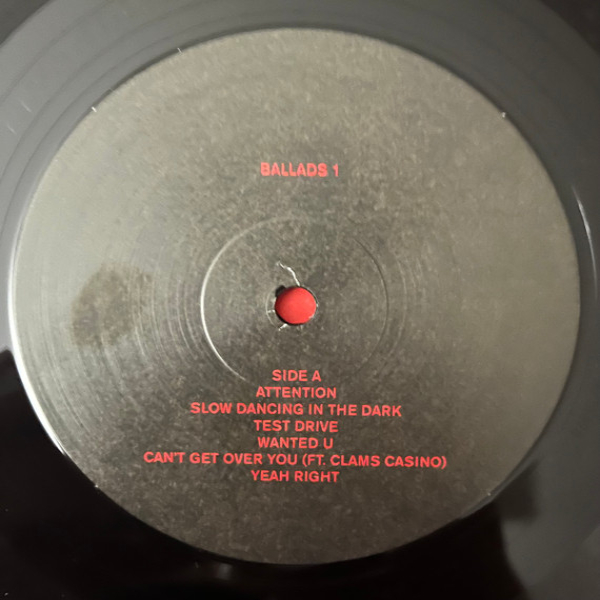 BALLADS 1
SIDE A
ATTENTION
SLOW DANCING IN THE DARK
TEST DRIVE
WANTED U
CAN'T GET OVER YOU (FT. CLAMS CASINO)
YEAH RIGHT